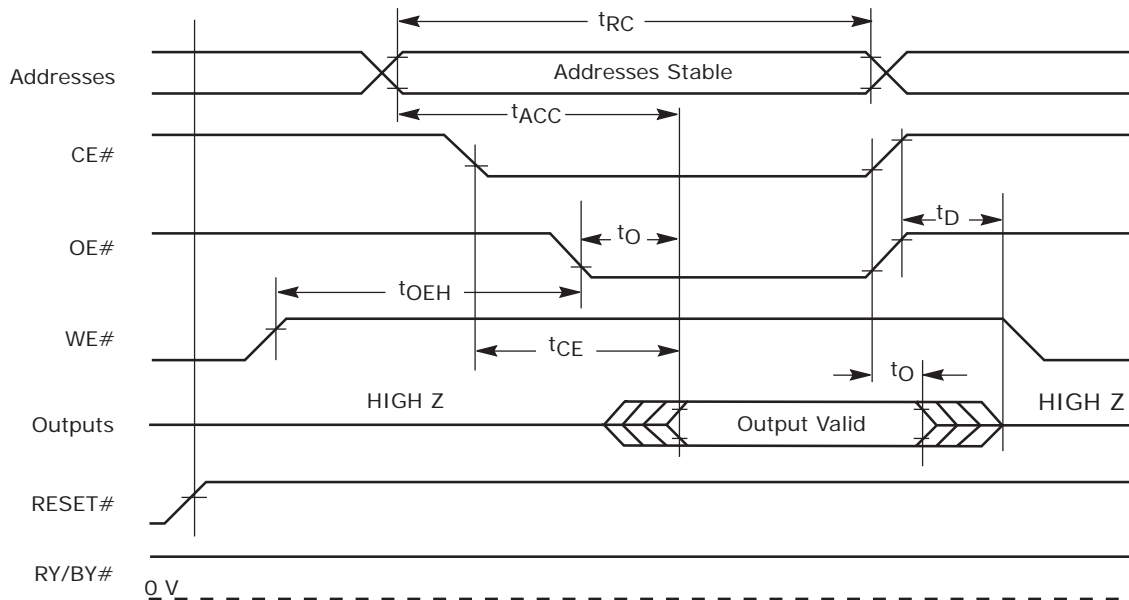 tRC
Addresses
Addresses Stable
tACC
CE#
tD
OE#
tO
tOEH
WE#
tCE
tO
HIGH Z
HIGH Z
Outputs
Output Valid
RESET#
RY/BY#
0 V